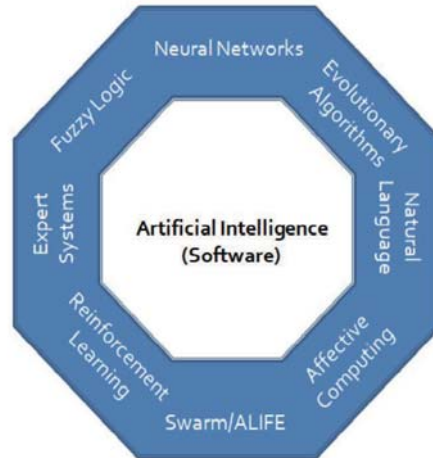 Neural Networks
Evolutionary
Algorithms
Natural
Language
Affective
Computing
Swarm/ALIFE
Reinforcement
Learning
Expert
Systems
Fuzzy Logic
Artificial Intelligence
(Software)